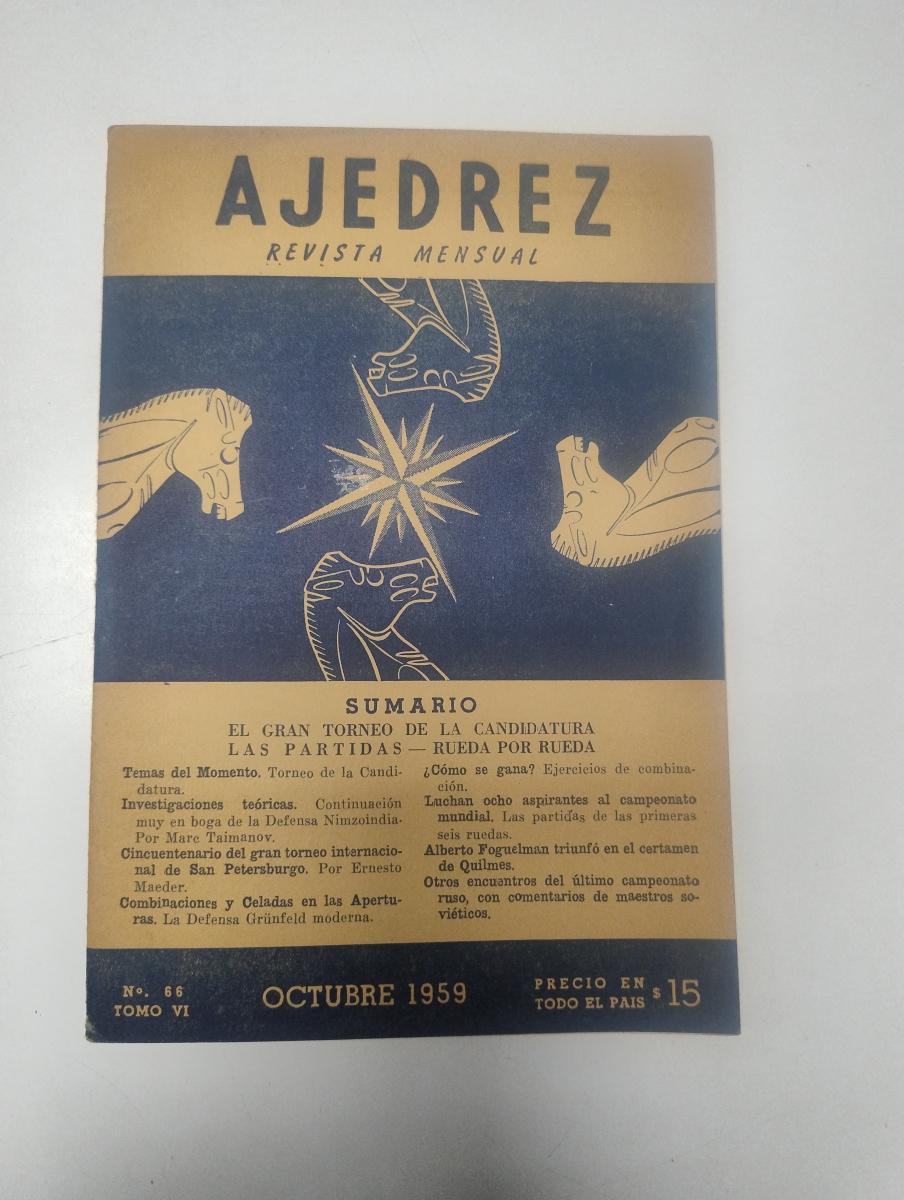 AJEDREZ
REVISTA MENSUAL
SUMARIO
EL GRAN TORNEO DE LA CANDIDATURA
LAS PARTIDAS — RUEDA POR RUEDA
Temas del Momento. Torneo de la Candi-
datura.
Investigaciones teóricas. Continuación
muy en boga de la Defensa Nimzoindia.
Por Marc Taimanov.
Cincuentenario del gran torneo internacio-
nal de San Petersburgo. Por Ernesto
Maeder.
Combinaciones y Celadas en las Apertu-
ras. La Defensa Grünfeld moderna.
¿Cómo se gana? Ejercicios de combina-
ción.
Luchan ocho aspirantes al campeonato
mundial. Las partidas de las primeras
seis ruedas.
Alberto Foguelman triunfó en el certamen
de Quilmes.
Otros encuentros del último campeonato
ruso, con comentarios de maestros so-
viéticos.
Nº. 66
TOMO VI
OCTUBRE 1959
PRECIO EN
TODO EL PAIS $ 15